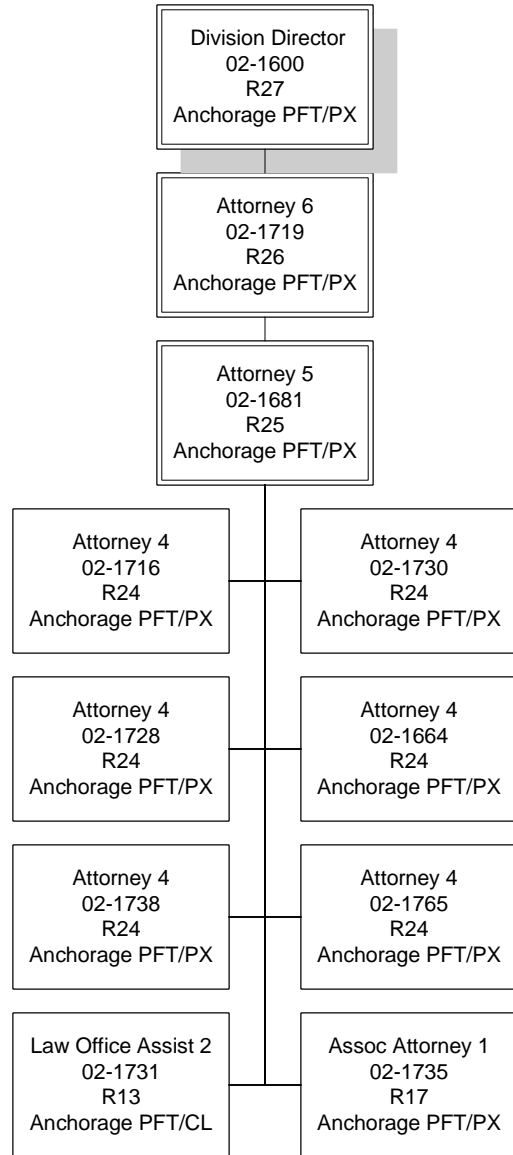 Division Director
02-1600
R27
Anchorage PFT/PX
Attorney 6
02-1719
R26
Anchorage PFT/PX
Attorney 5
02-1681
R25
Anchorage PFT/PX
Attorney 4
02-1716
R24
Anchorage PFT/PX
Attorney 4
02-1730
R24
Anchorage PFT/PX
Attorney 4
02-1728
R24
Anchorage PFT/PX
Attorney 4
02-1664
R24
Anchorage PFT/PX
Attorney 4
02-1738
R24
Anchorage PFT/PX
Attorney 4
02-1765
R24
Anchorage PFT/PX
Law Office Assist 2
02-1731
R13
Anchorage PFT/CL
Assoc Attorney 1
02-1735
R17
Anchorage PFT/PX